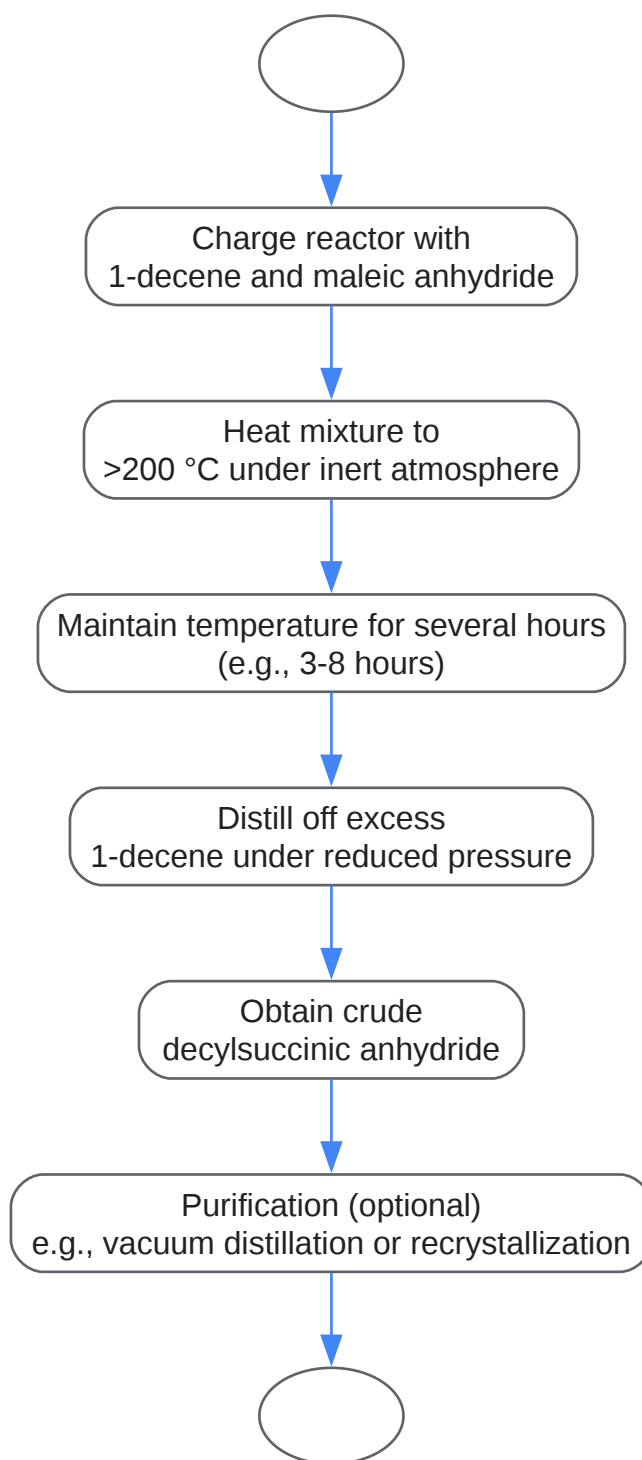 Charge reactor with
1-decene and maleic anhydride
Heat mixture to
>200 °C under inert atmosphere
Maintain temperature for several hours
(e.g., 3-8 hours)
Distill off excess
1-decene under reduced pressure
Obtain crude
decylsuccinic anhydride
Purification (optional)
e.g., vacuum distillation or recrystallization